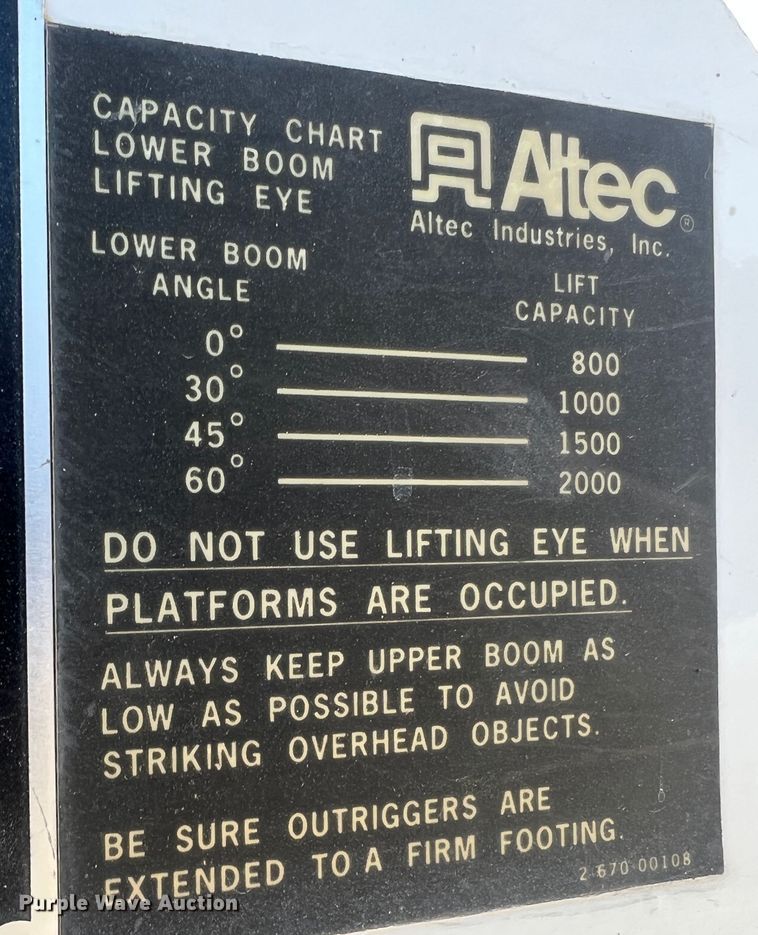 CAPACITY CHART
LOWER BOOM
LIFTING EYE
Altec®
Altec Industries, Inc.
LOWER BOOM
ANGLE
LIFT
CAPACITY
0° 800
30° 1000
45° 1500
60° 2000
DO NOT USE LIFTING EYE WHEN
PLATFORMS ARE OCCUPIED.
ALWAYS KEEP UPPER BOOM AS
LOW AS POSSIBLE TO AVOID
STRIKING OVERHEAD OBJECTS.
BE SURE OUTRIGGERS ARE
EXTENDED TO A FIRM FOOTING.
2-670 00108
Purple Wave Auction